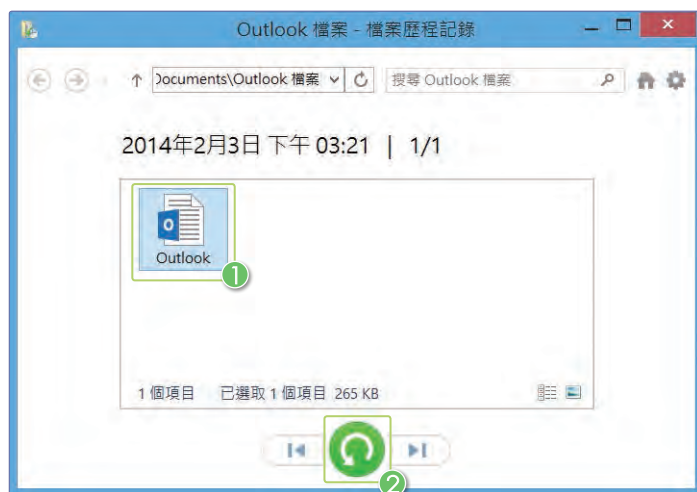 Outlook 檔案 - 檔案歷程記錄
Documents\Outlook 檔案
搜尋 Outlook 檔案
2014年2月3日 下午 03:21 | 1/1
Outlook
1
1 個項目 已選取 1 個項目 265 KB
2